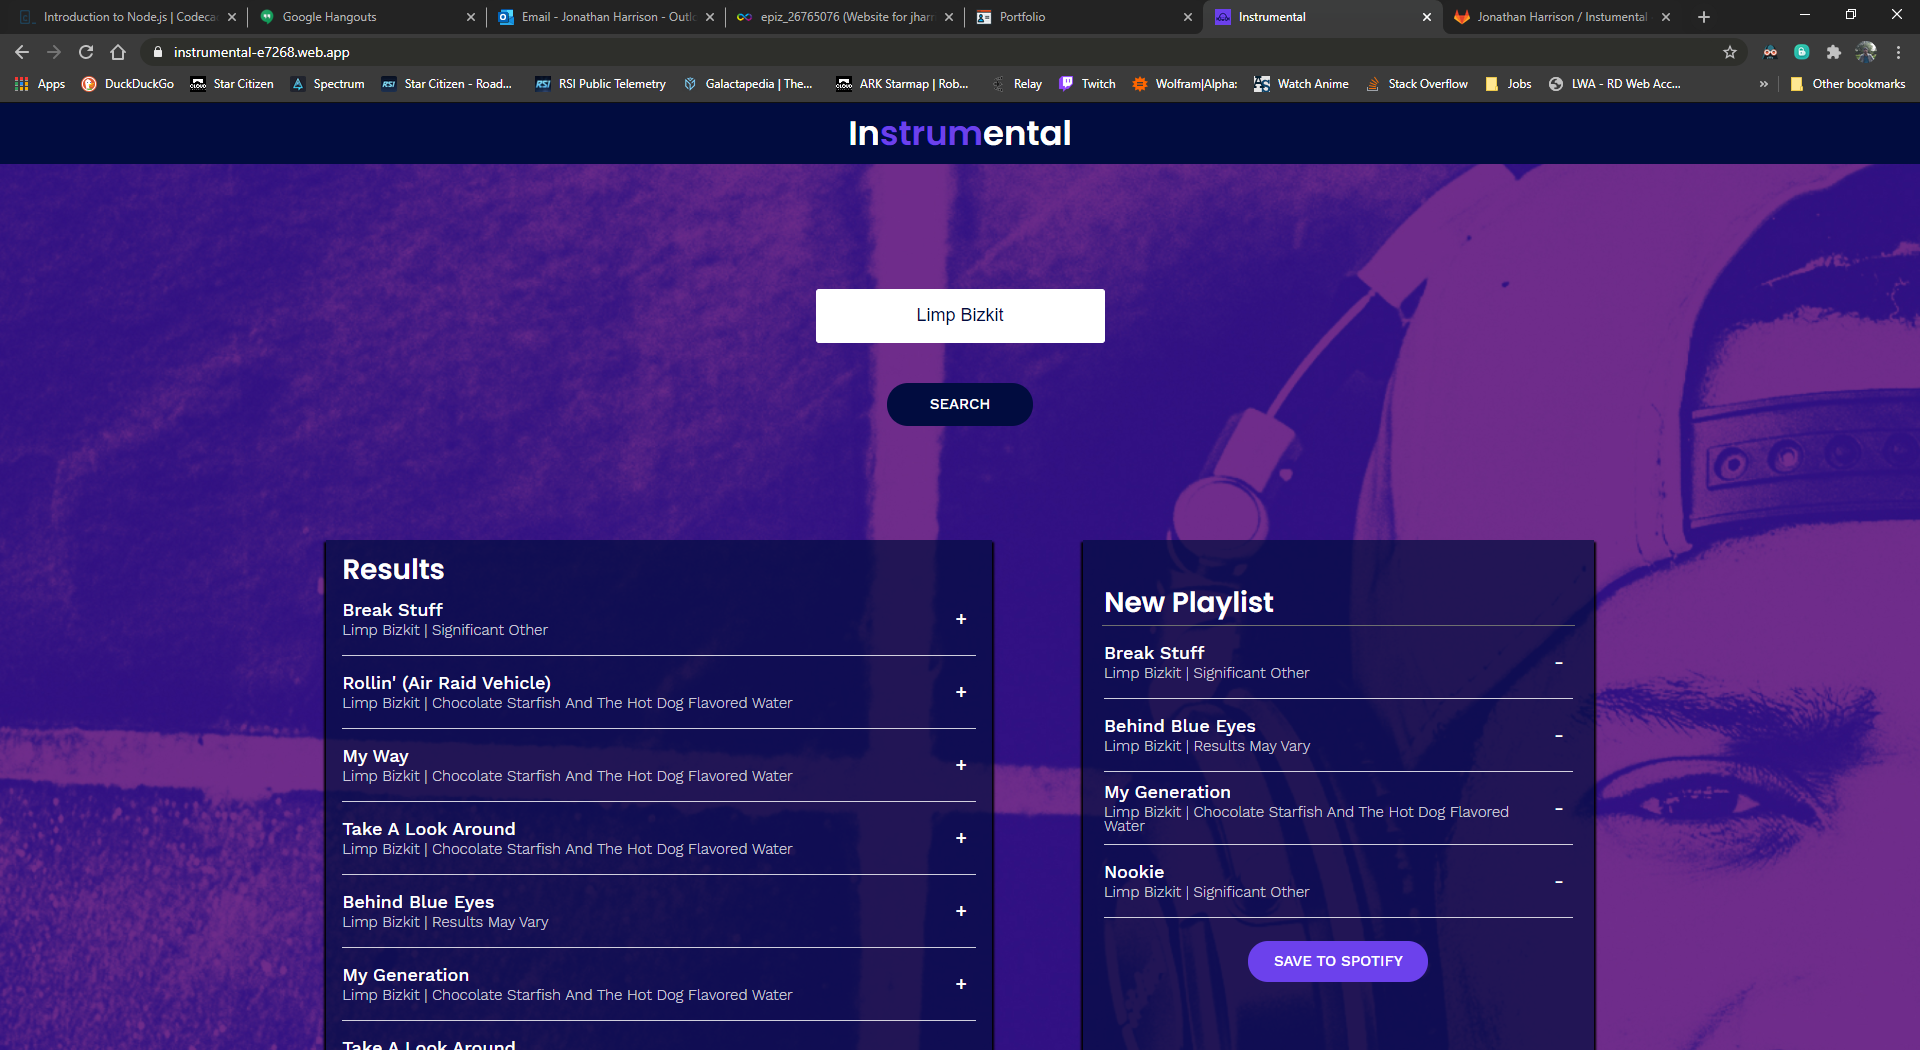 Introduction to Node.js | Codeca
Google Hangouts
Email - Jonathan Harrison - Outlo
epiz_26765076 (Website for jharr
Portfolio
Instrumental
Jonathan Harrison / Instumental
instrumental-e7268.web.app
Apps
DuckDuckGo
Star Citizen
Spectrum
Star Citizen - Road...
RSI Public Telemetry
Galactapedia | The...
ARK Starmap | Rob...
Relay
Twitch
Wolfram|Alpha:
Watch Anime
Stack Overflow
Jobs
LWA - RD Web Acc...
»
Other bookmarks
Instrumental
Limp Bizkit
SEARCH
Results
Break Stuff
Limp Bizkit | Significant Other
+
Rollin' (Air Raid Vehicle)
Limp Bizkit | Chocolate Starfish And The Hot Dog Flavored Water
+
My Way
Limp Bizkit | Chocolate Starfish And The Hot Dog Flavored Water
+
Take A Look Around
Limp Bizkit | Chocolate Starfish And The Hot Dog Flavored Water
+
Behind Blue Eyes
Limp Bizkit | Results May Vary
+
My Generation
Limp Bizkit | Chocolate Starfish And The Hot Dog Flavored Water
+
Take A Look Around
New Playlist
Break Stuff
Limp Bizkit | Significant Other
-
Behind Blue Eyes
Limp Bizkit | Results May Vary
-
My Generation
Limp Bizkit | Chocolate Starfish And The Hot Dog Flavored
Water
-
Nookie
Limp Bizkit | Significant Other
-
SAVE TO SPOTIFY